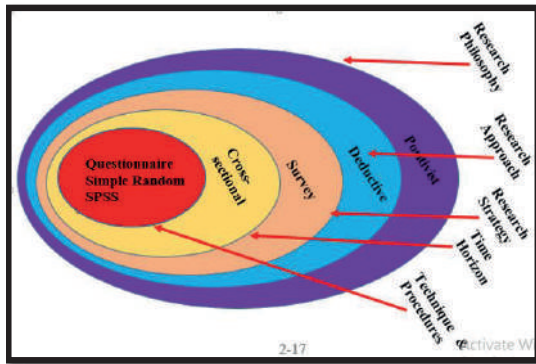 Research
Philosophy
Research
Approach
Research
Strategy
Time
Horizon
Technique &
Procedures
Positivist
Deductive
Survey
Cross-
sectional
Questionnaire
Simple Random
SPSS
2-17
Activate W